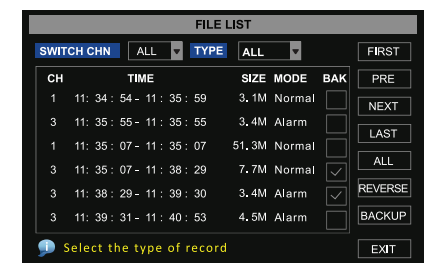 FILE LIST
SWITCH CHN ALL TYPE ALL FIRST
CH TIME SIZE MODE BAK PRE
1 11: 34: 54 - 11: 35: 59 3. 1M Normal
NEXT
3 11: 35: 55 - 11: 35: 55 3. 4M Alarm
LAST
1 11: 35: 07 - 11: 35: 07 51. 3M Normal
ALL
3 11: 35: 07 - 11: 38: 29 7. 7M Normal
REVERSE
3 11: 38: 29 - 11: 39: 30 3. 4M Alarm
BACKUP
3 11: 39: 31 - 11: 40: 53 4. 5M Alarm
Select the type of record EXIT